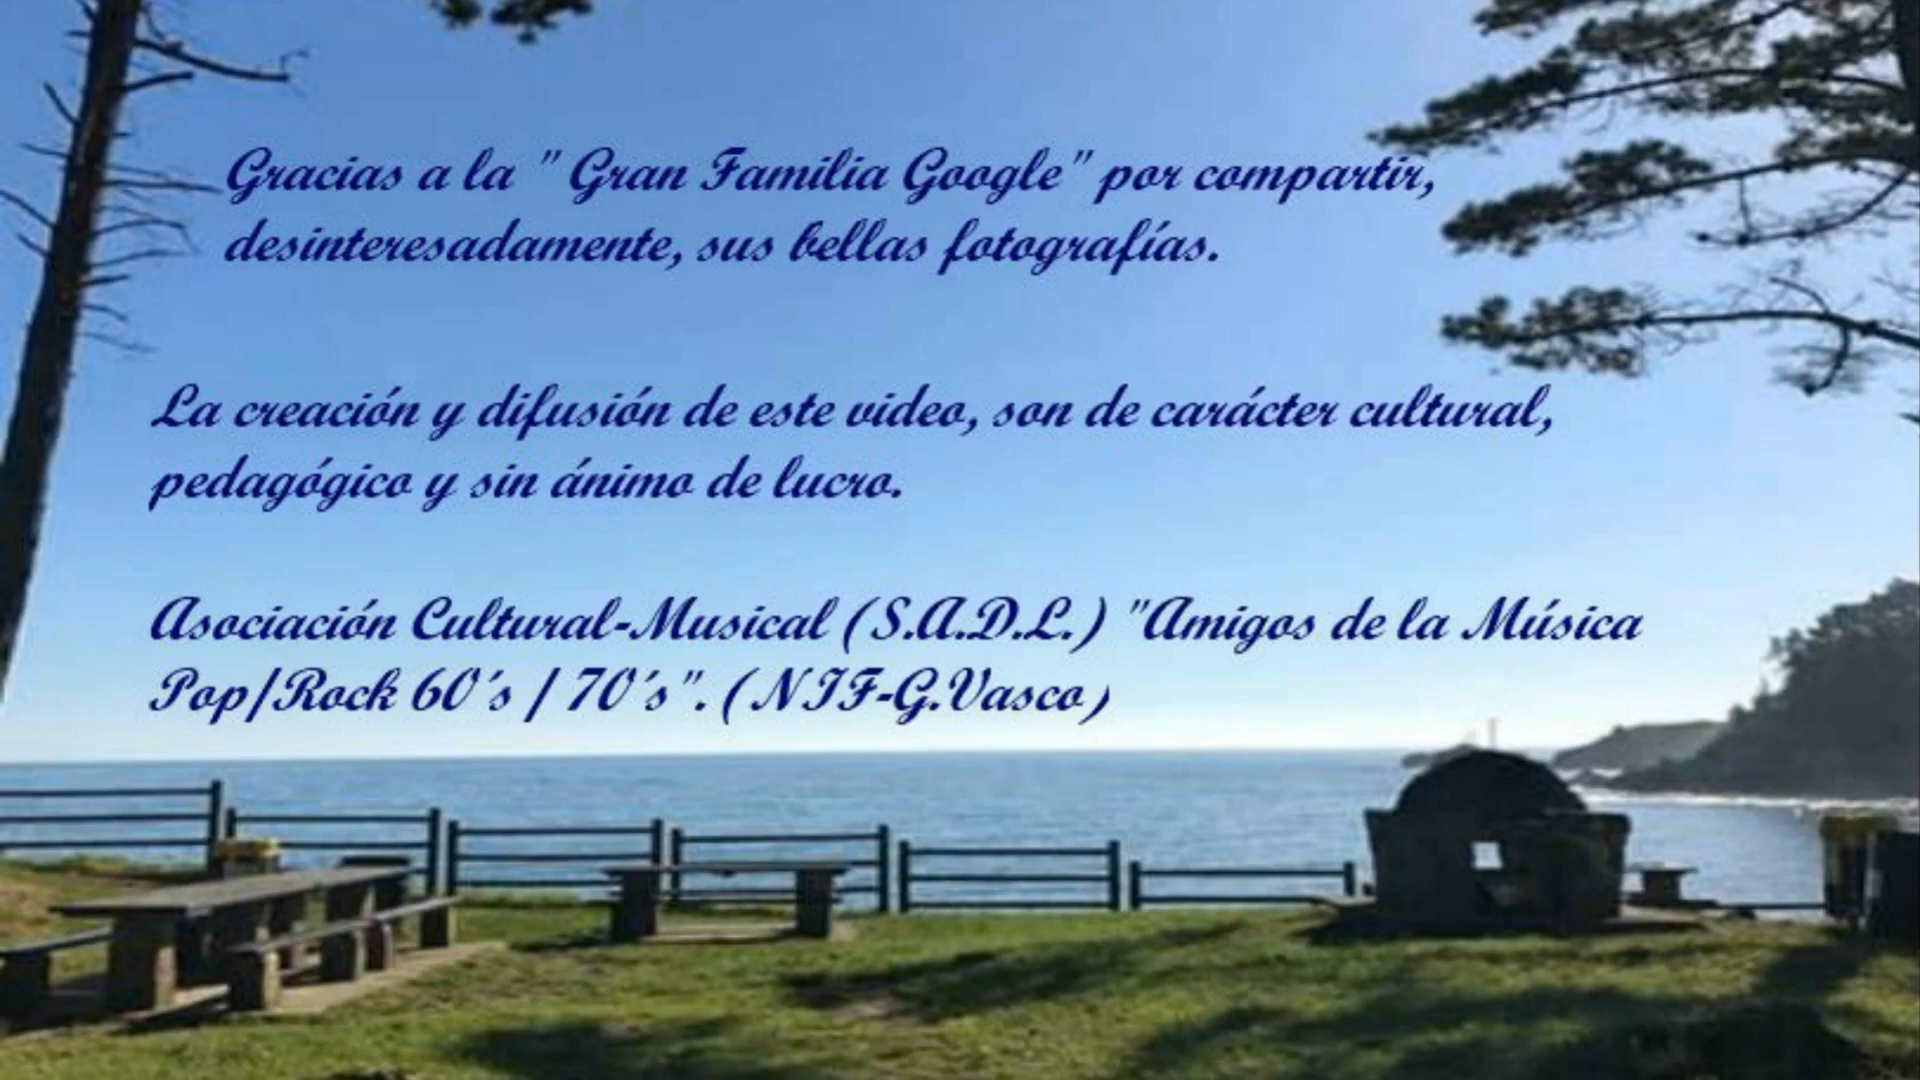 Gracias a la " Gran Familia Google" por compartir,
desinteresadamente, sus bellas fotografías.
La creación y difusión de este video, son de carácter cultural,
pedagógico y sin ánimo de lucro.
Asociación Cultural-Musical (S.A.D.L.) "Amigos de la Música
Pop/Rock 60´s / 70´s". (NIF-G.Vasco)